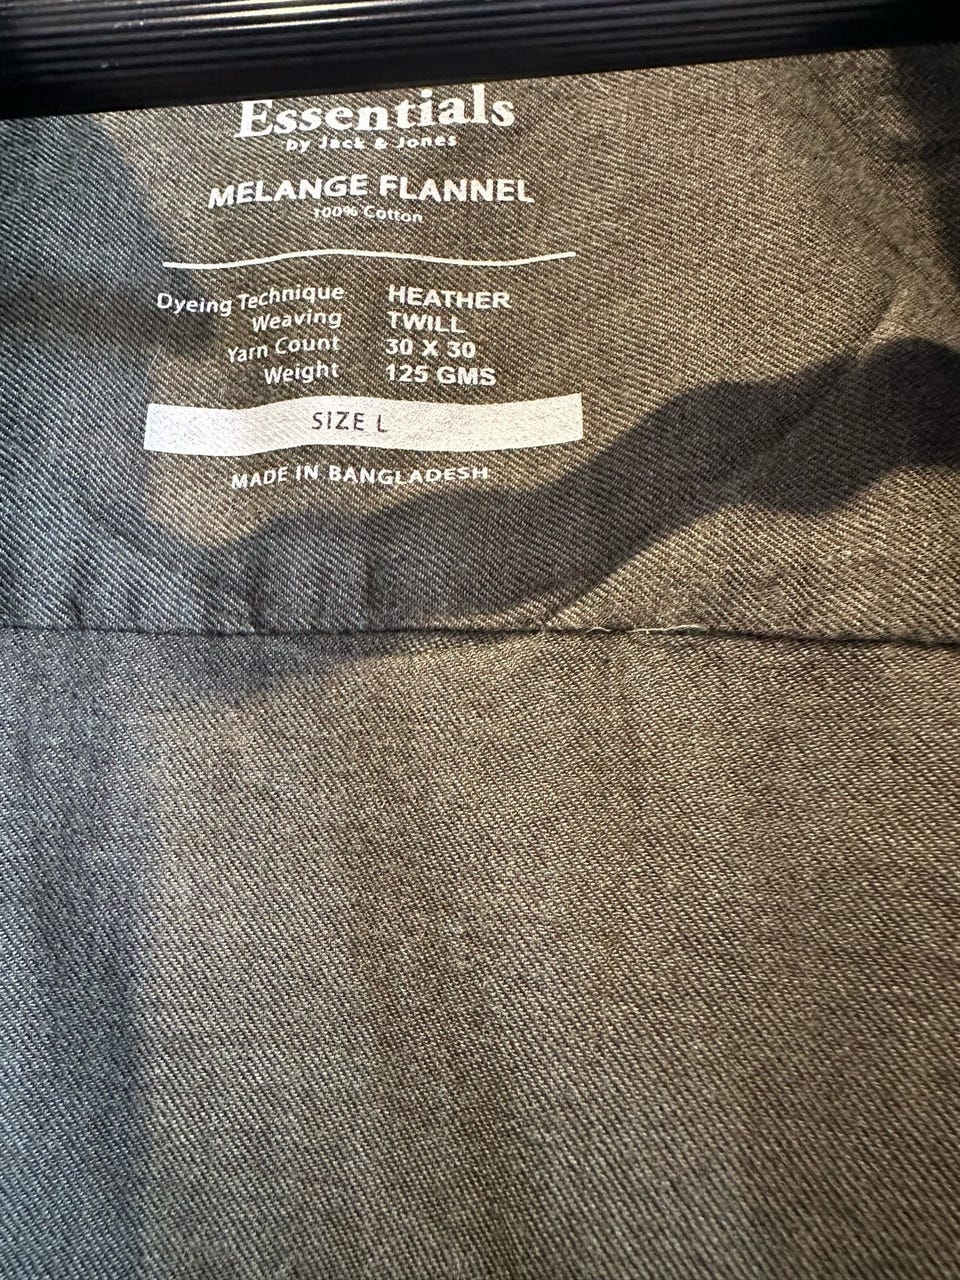 Essentials
by Jack & Jones
MELANGE FLANNEL
100% Cotton
Dyeing Technique HEATHER
Weaving TWILL
Yarn Count 30 X 30
Weight 125 GMS
SIZE L
MADE IN BANGLADESH